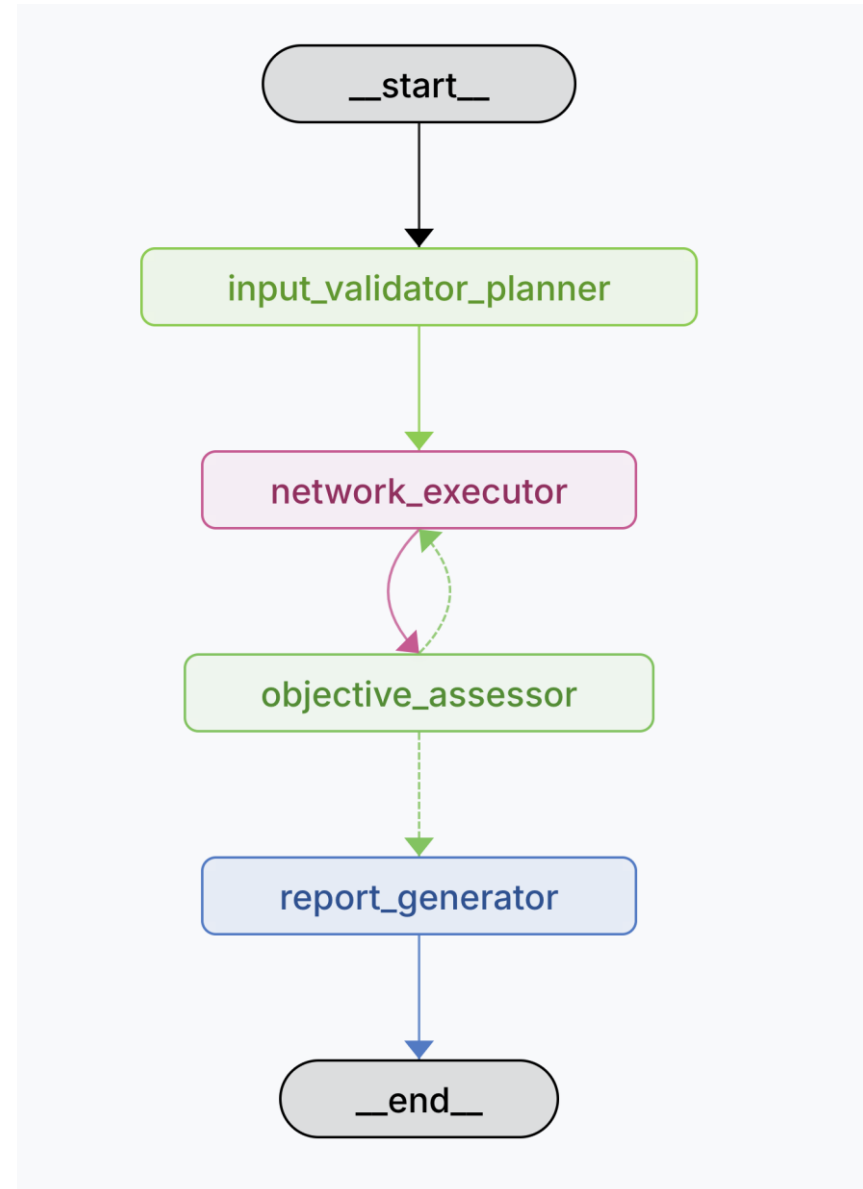 __start__
input_validator_planner
network_executor
objective_assessor
report_generator
__end__